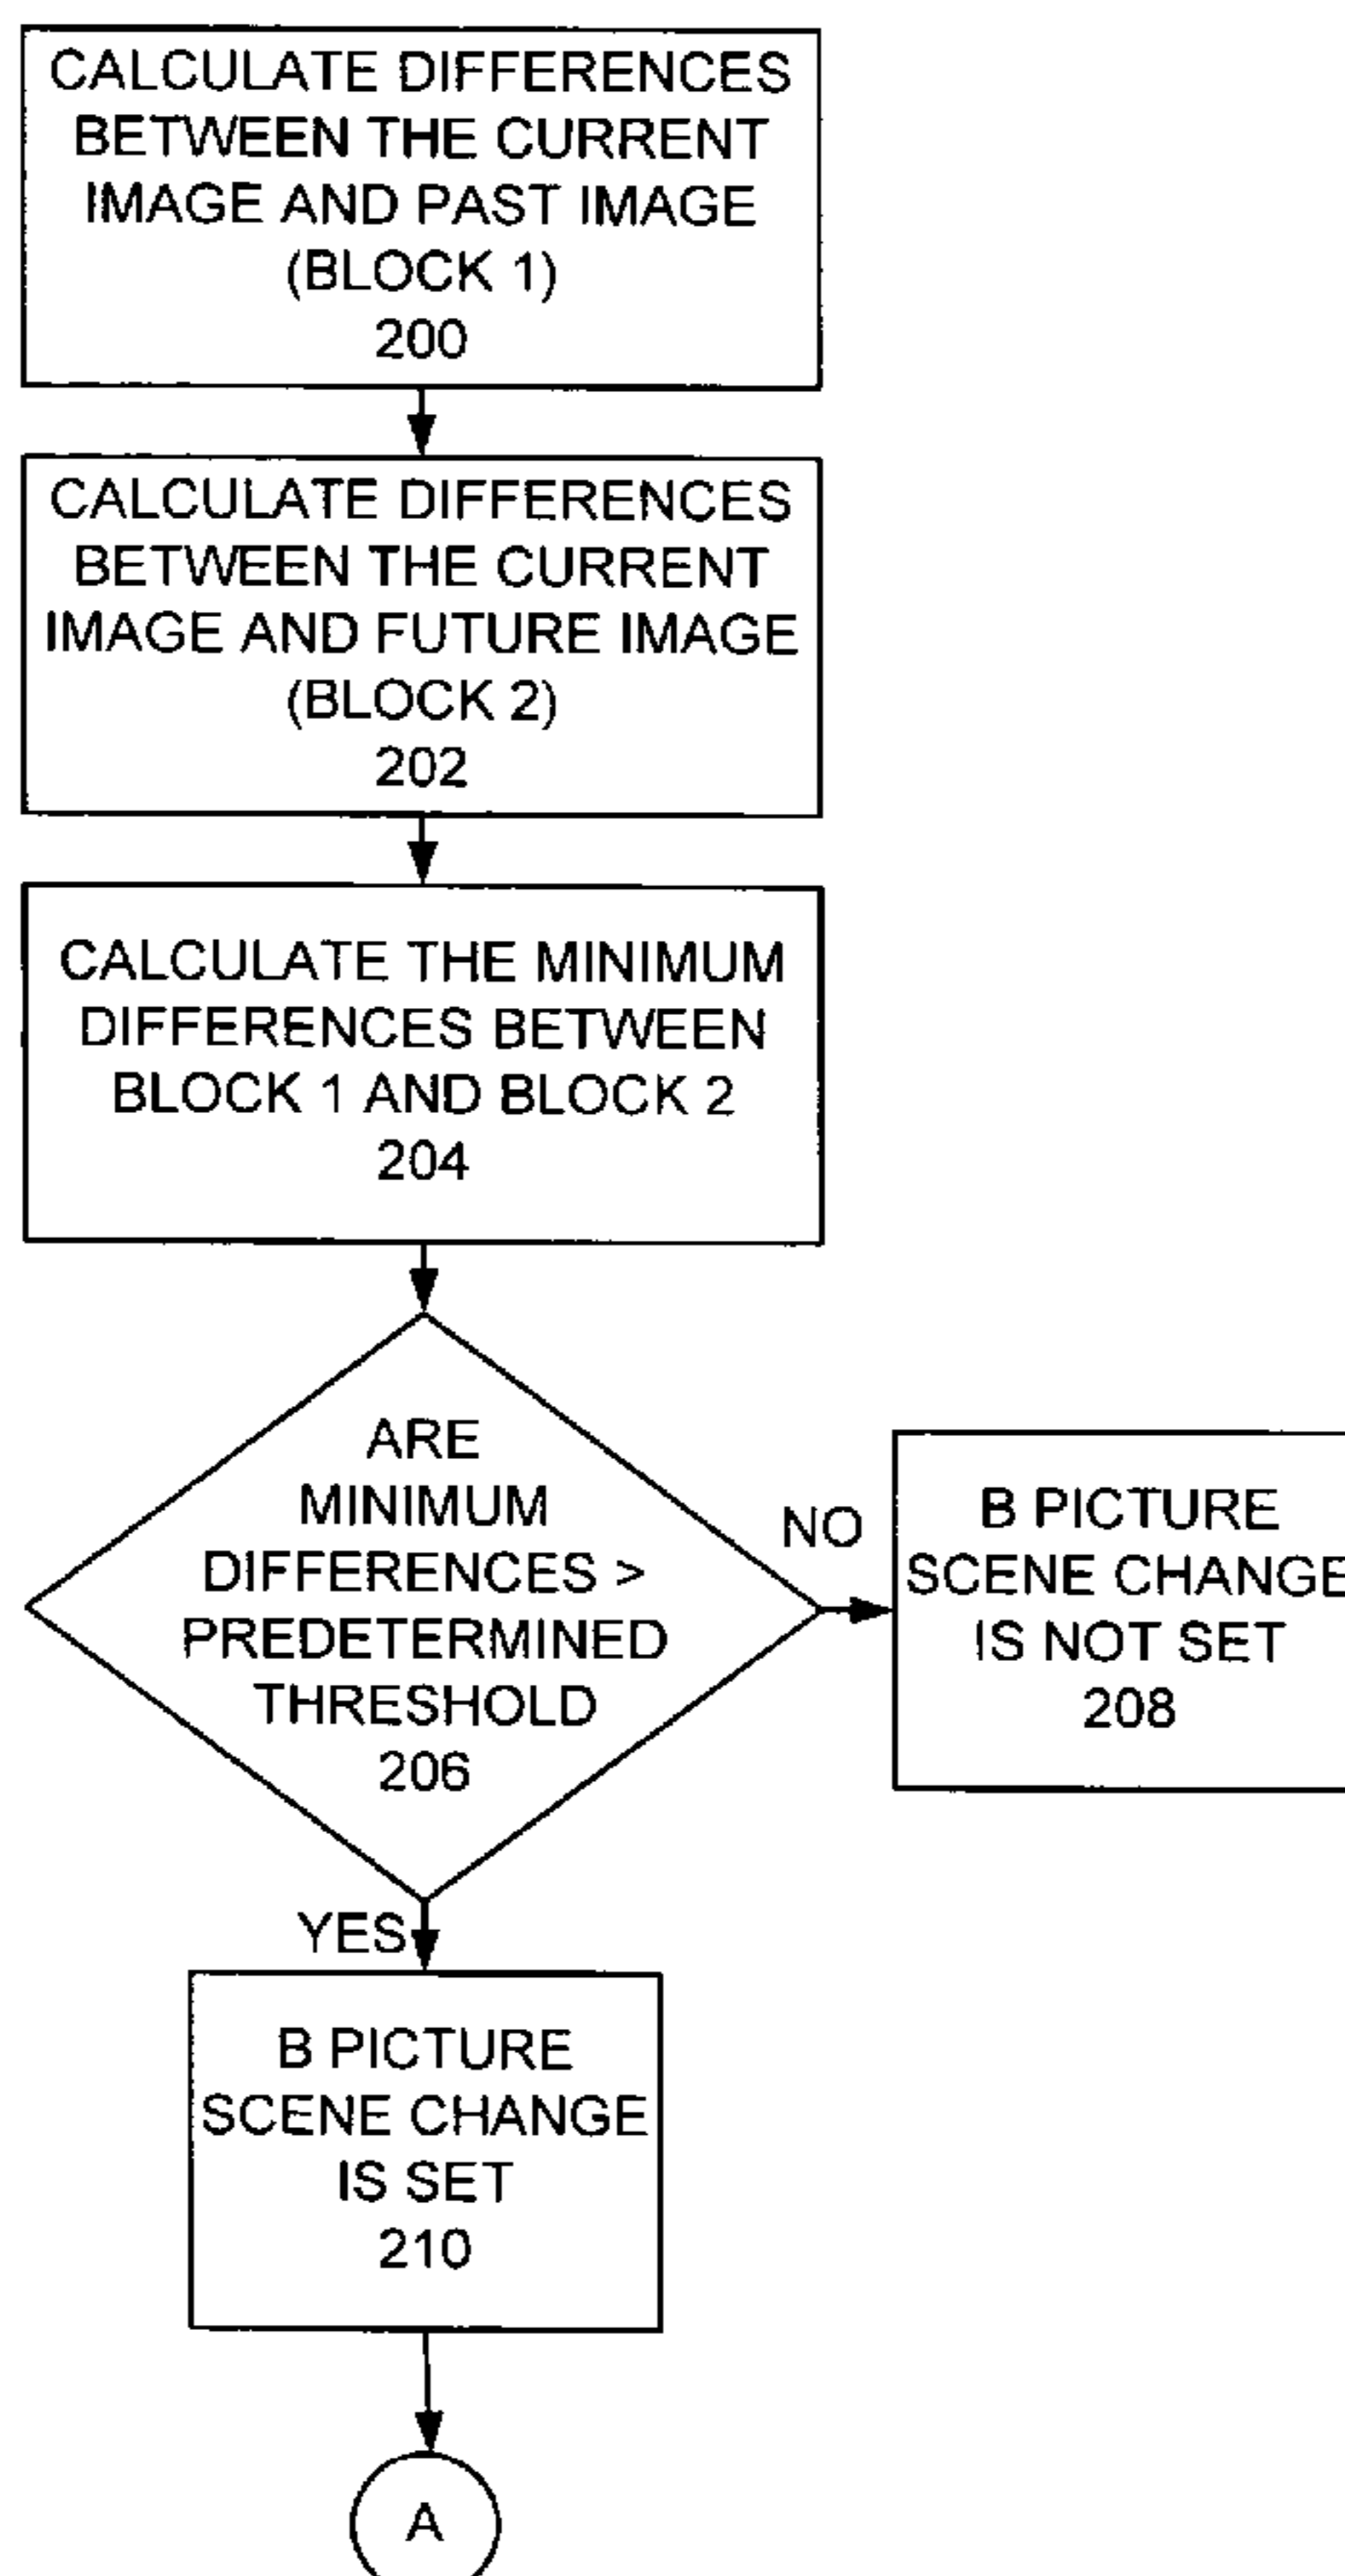 CALCULATE DIFFERENCES
BETWEEN THE CURRENT
IMAGE AND PAST IMAGE
(BLOCK 1)
200
CALCULATE DIFFERENCES
BETWEEN THE CURRENT
IMAGE AND FUTURE IMAGE
(BLOCK 2)
202
CALCULATE THE MINIMUM
DIFFERENCES BETWEEN
BLOCK 1 AND BLOCK 2
204
ARE
MINIMUM
DIFFERENCES >
PREDETERMINED
THRESHOLD
206
NO
B PICTURE
SCENE CHANGE
IS NOT SET
208
YES
B PICTURE
SCENE CHANGE
IS SET
210
A